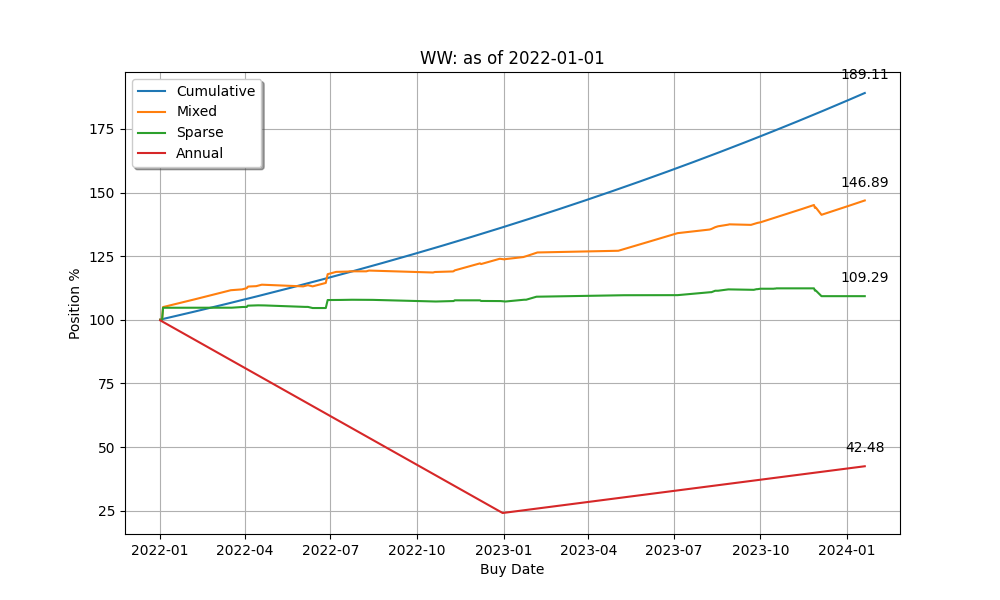 WW: as of 2022-01-01
Cumulative
Mixed
Sparse
Annual
189.11
146.89
109.29
42.48
175
150
125
100
75
50
25
Position %
2022-01 2022-04 2022-07 2022-10 2023-01 2023-04 2023-07 2023-10 2024-01
Buy Date